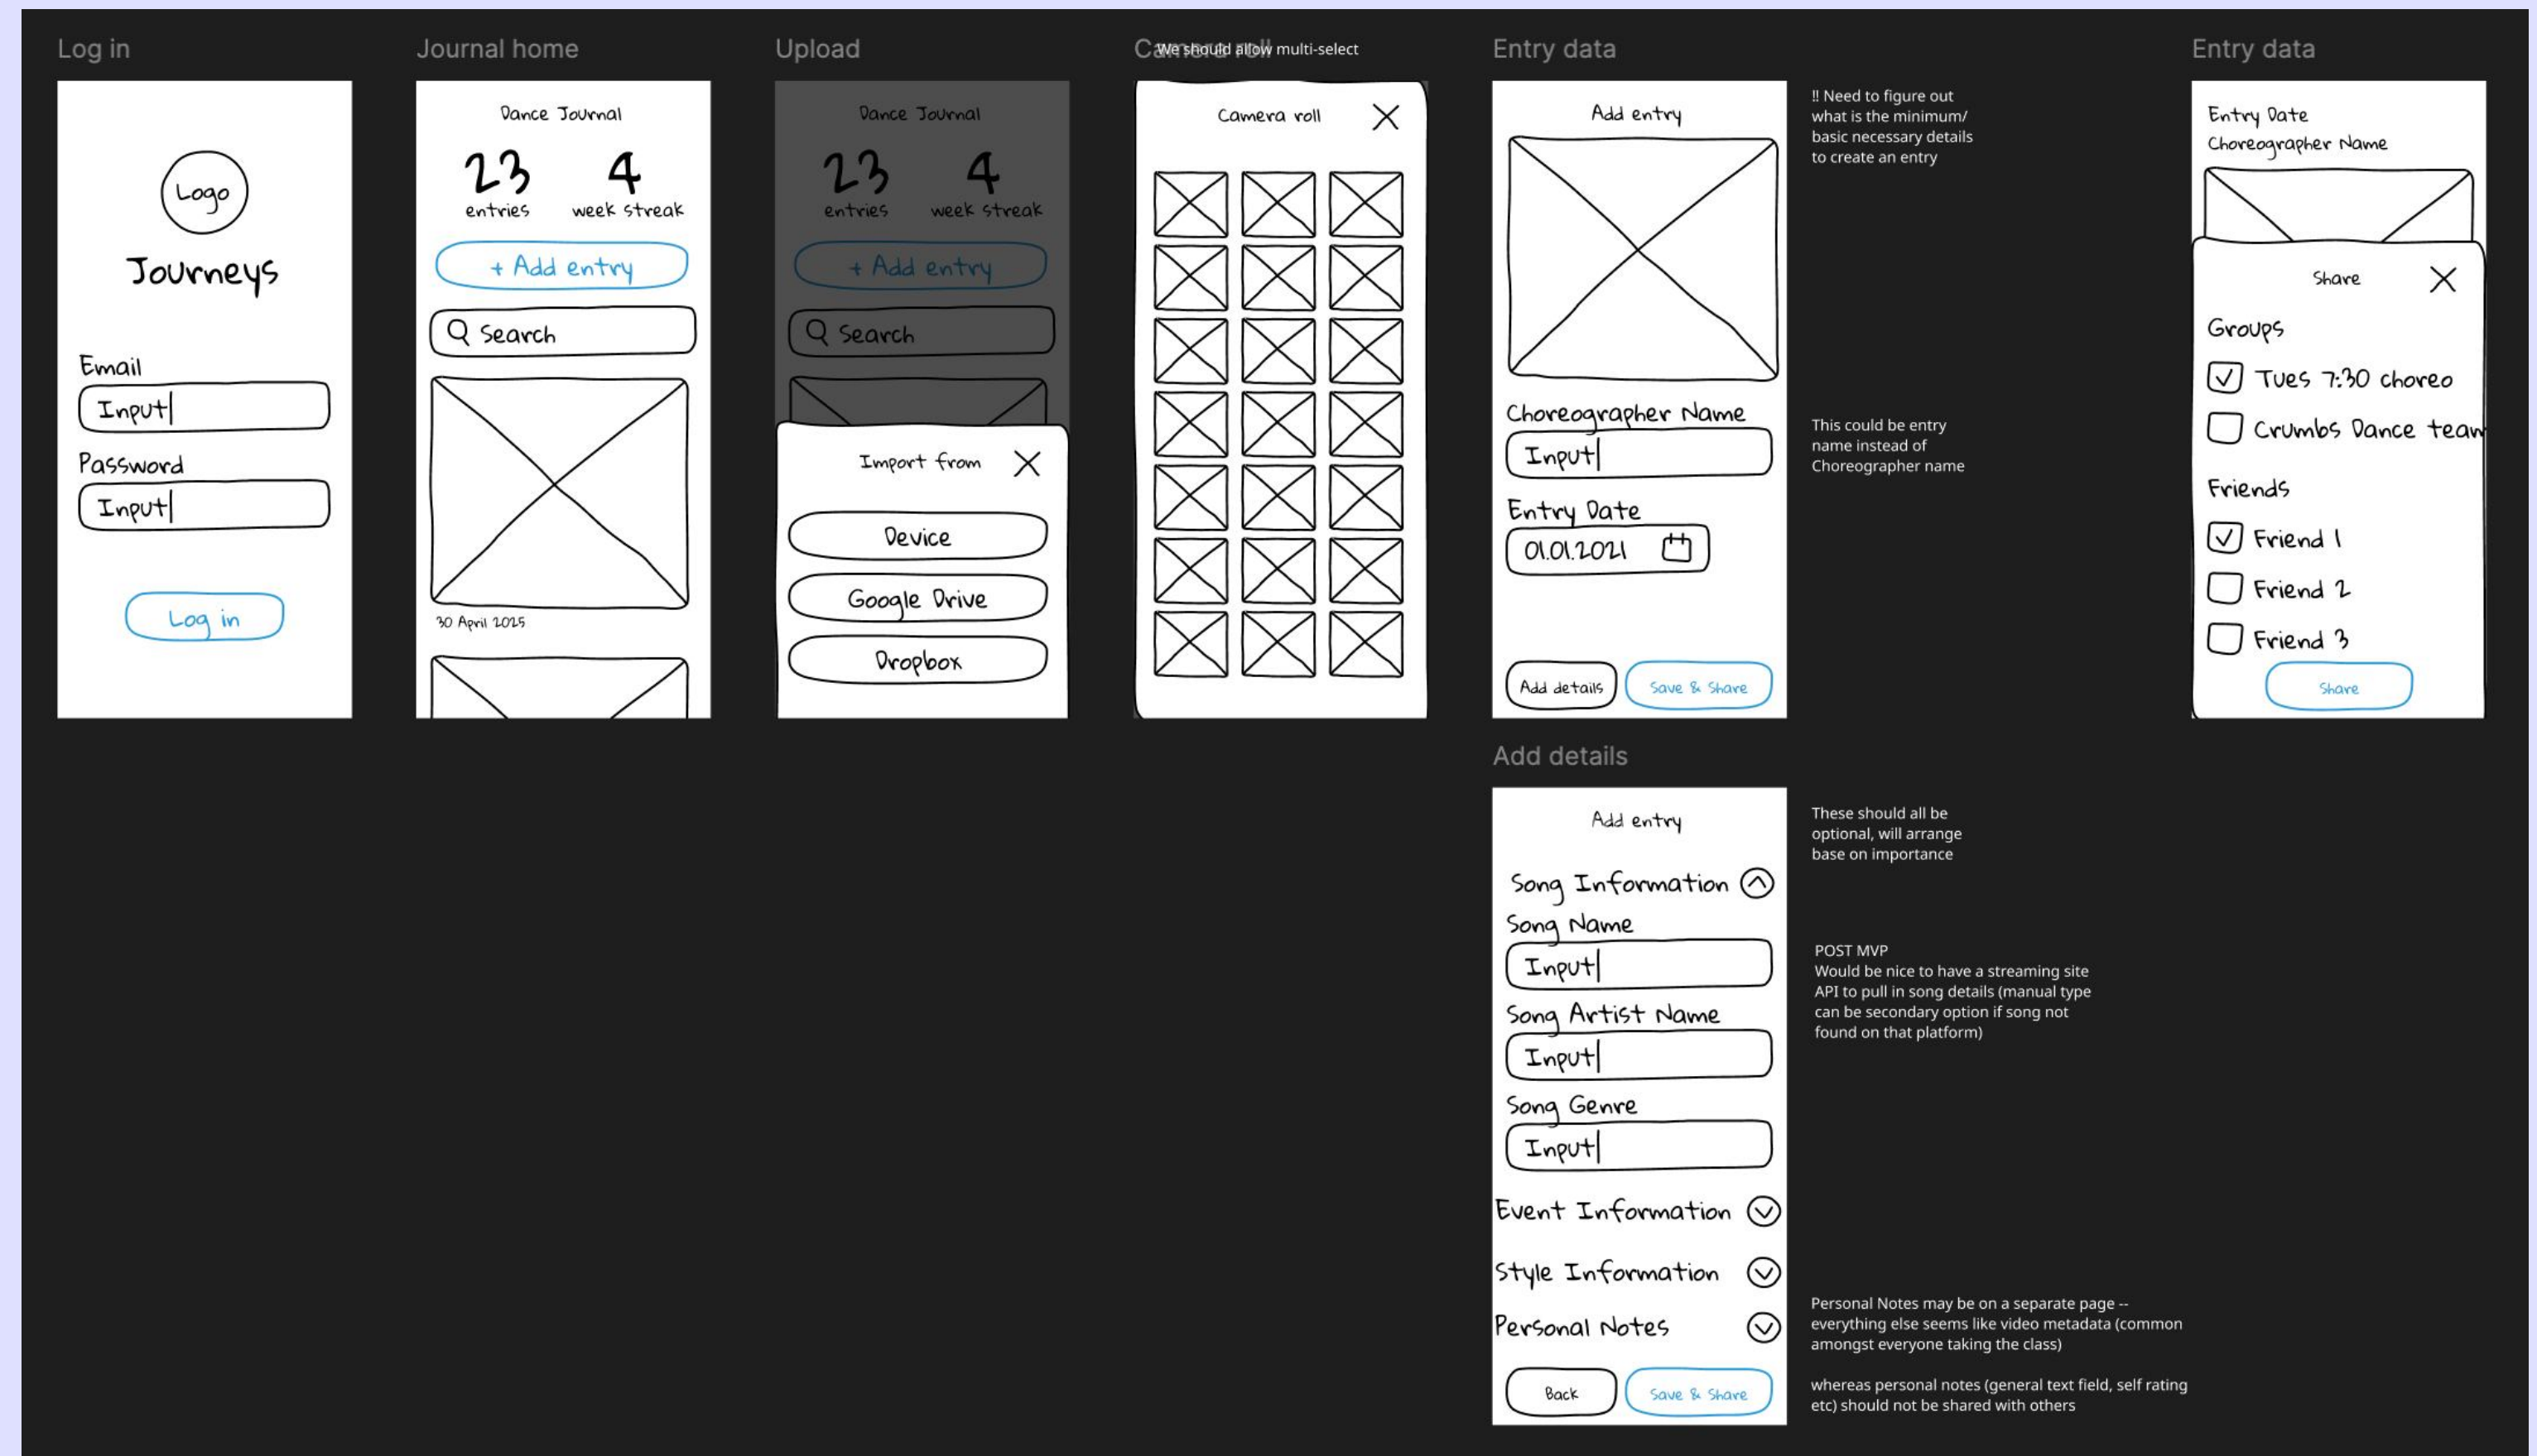 Log in
Logo
Journeys
Email
Input
Password
Input
Log in
Journal home
Dance Journal
23
entries
4
week streak
+ Add entry
Search
30 April 2025
Upload
Dance Journal
23
entries
4
week streak
+ Add entry
Search
Import from
Device
Google Drive
Dropbox
Camera roll
We should allow multi-select
Camera roll
Entry data
Add entry
Choreographer Name
Input
Entry Date
01.01.2021
Add details
Save & Share
!! Need to figure out
what is the minimum/
basic necessary details
to create an entry
This could be entry
name instead of
Choreographer name
Entry data
Entry Date
Choreographer Name
Share
Groups
Tues 7:30 choreo
Crumbs Dance team
Friends
Friend 1
Friend 2
Friend 3
Share
Add details
Add entry
Song Information
Song Name
Input
Song Artist Name
Input
Song Genre
Input
Event Information
Style Information
Personal Notes
Back
Save & Share
These should all be
optional, will arrange
base on importance
POST MVP
Would be nice to have a streaming site
API to pull in song details (manual type
can be secondary option if song not
found on that platform)
Personal Notes may be on a separate page --
everything else seems like video metadata (common
amongst everyone taking the class)
whereas personal notes (general text field, self rating
etc) should not be shared with others